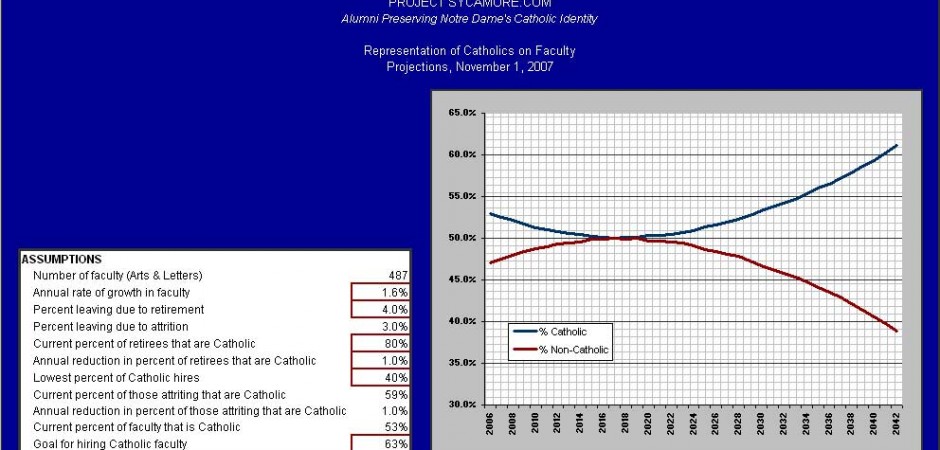 PROJECT SYCAMORE.COM
Alumni Preserving Notre Dame's Catholic Identity
Representation of Catholics on Faculty
Projections, November 1, 2007
ASSUMPTIONS
Number of faculty (Arts & Letters) 487
Annual rate of growth in faculty 1.6%
Percent leaving due to retirement 4.0%
Percent leaving due to attrition 3.0%
Current percent of retirees that are Catholic 80%
Annual reduction in percent of retirees that are Catholic 1.0%
Lowest percent of Catholic hires 40%
Current percent of those attriting that are Catholic 59%
Annual reduction in percent of those attriting that are Catholic 1.0%
Current percent of faculty that is Catholic 53%
Goal for hiring Catholic faculty 63%
65.0%
60.0%
55.0%
50.0%
45.0%
40.0%
35.0%
30.0%
% Catholic
% Non-Catholic
2006 2008 2010 2012 2014 2016 2018 2020 2022 2024 2026 2028 2030 2032 2034 2036 2038 2040 2042